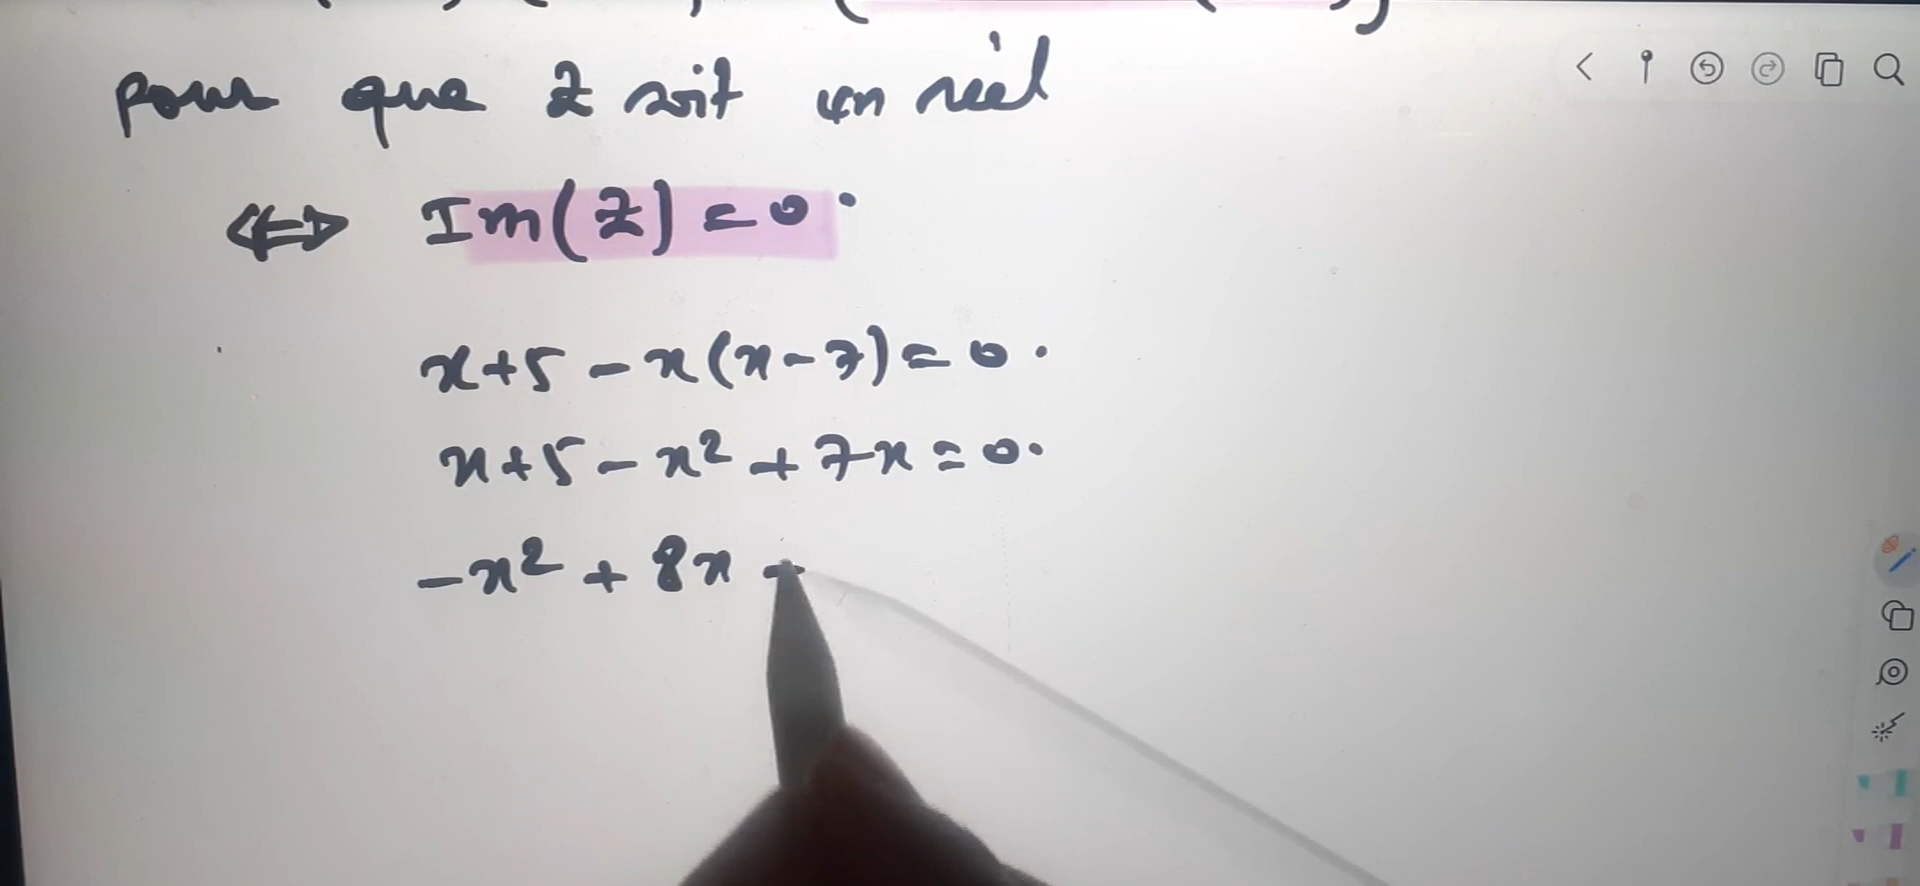 pour que Z soit un réel
⟺ Im(Z) = 0.
x+5 - x(x-7) = 0.
x+5 - x² + 7x = 0.
-x² + 8x -